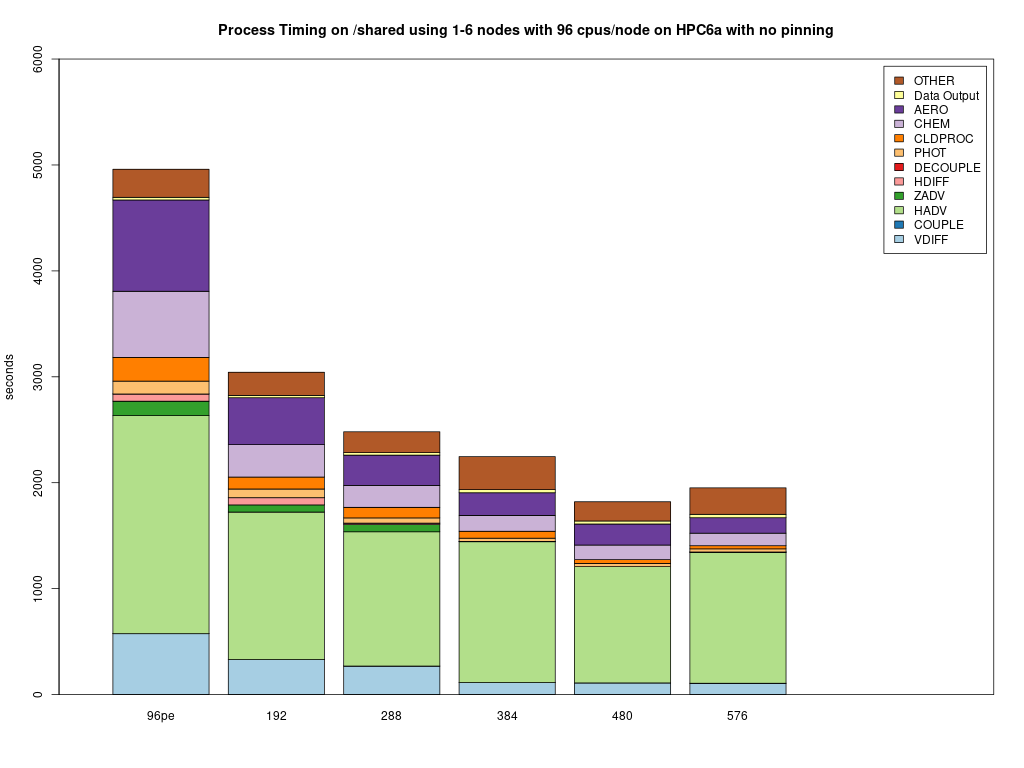 Process Timing on /shared using 1-6 nodes with 96 cpus/node on HPC6a with no pinning
6000
5000
4000
3000
2000
1000
0
seconds
OTHER
Data Output
AERO
CHEM
CLDPROC
PHOT
DECOUPLE
HDIFF
ZADV
HADV
COUPLE
VDIFF
96pe 192 288 384 480 576